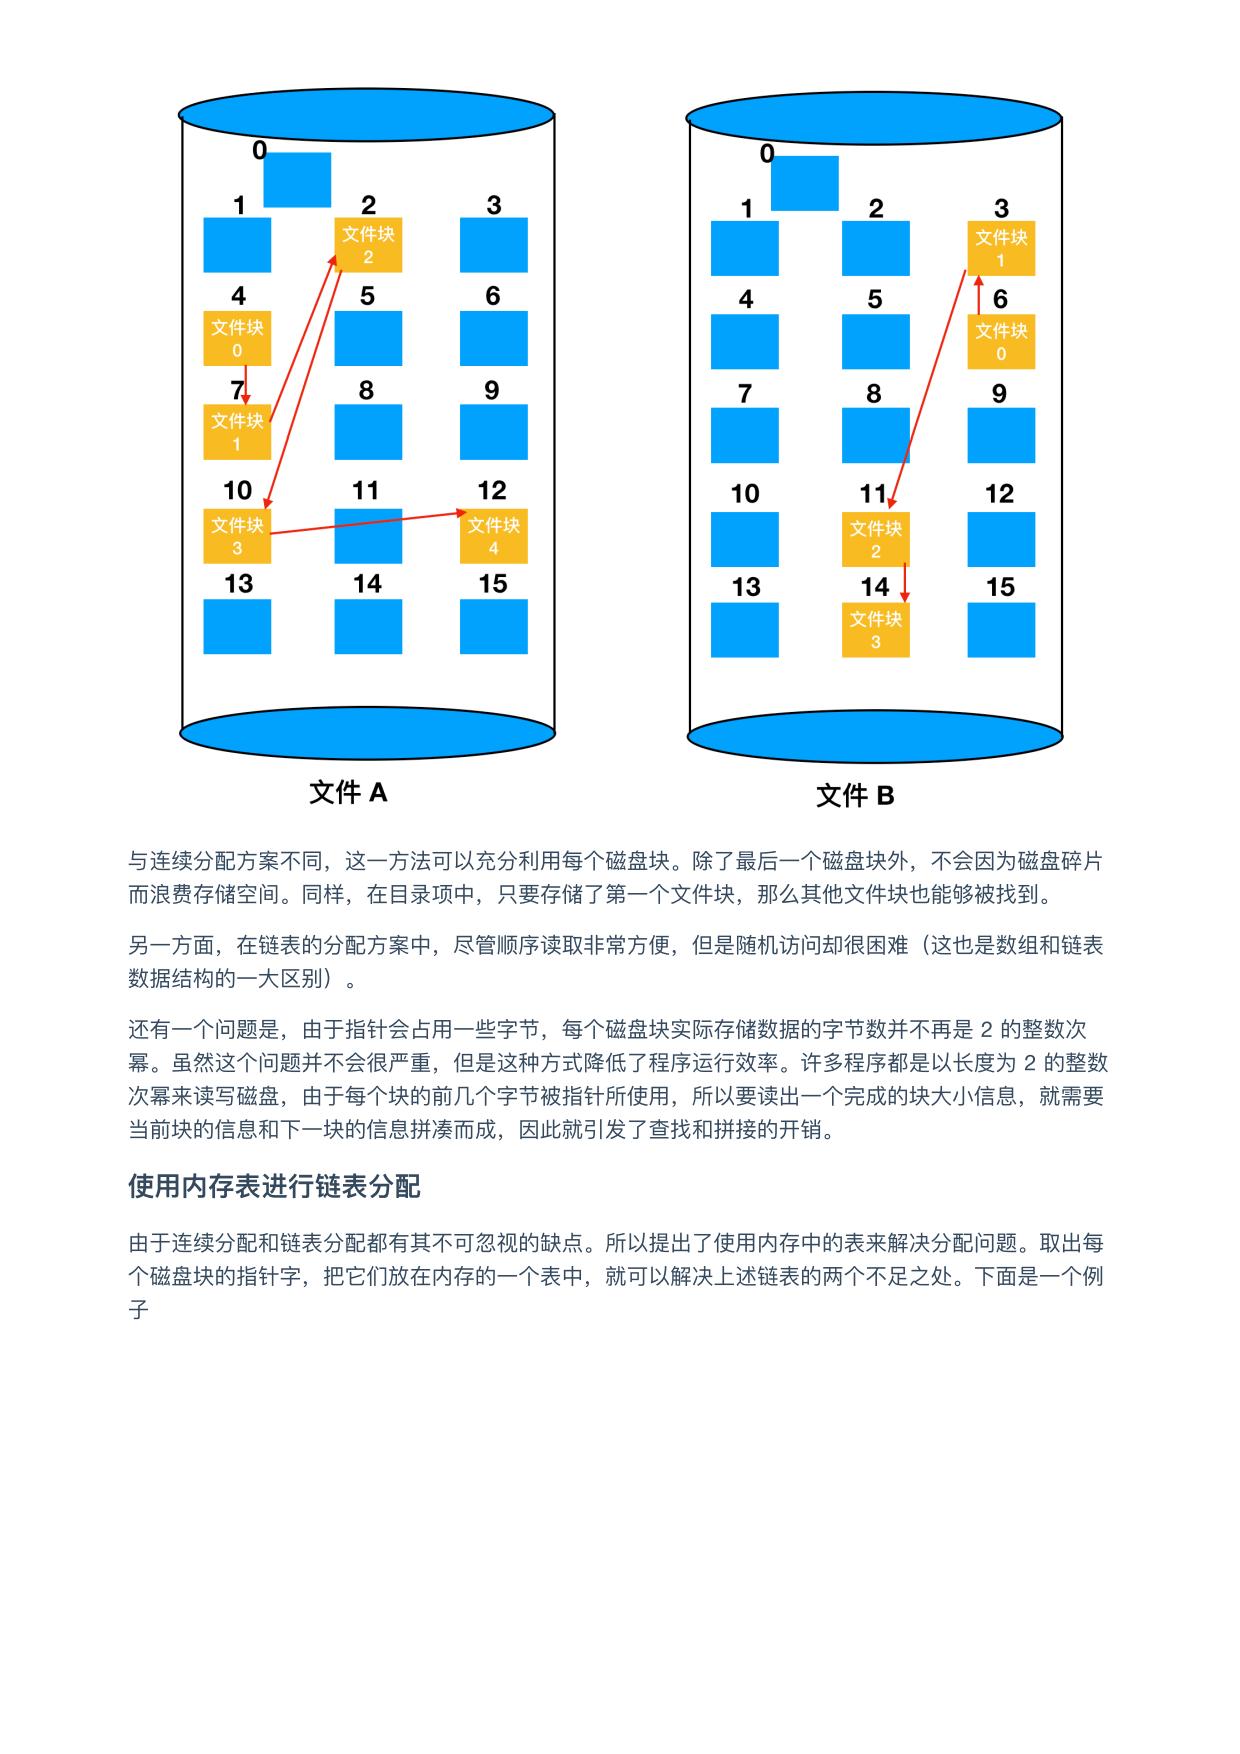 0
1 2 3
文件块
2
4 5 6
文件块
0
7 8 9
文件块
1
10 11 12
文件块 文件块
3 4
13 14 15
文件 A
0
1 2 3
文件块
1
4 5 6
文件块
0
7 8 9
10 11 12
文件块
2
13 14 15
文件块
3
文件 B
与连续分配方案不同，这一方法可以充分利用每个磁盘块。除了最后一个磁盘块外，不会因为磁盘碎片
而浪费存储空间。同样，在目录项中，只要存储了第一个文件块，那么其他文件块也能够被找到。
另一方面，在链表的分配方案中，尽管顺序读取非常方便，但是随机访问却很困难（这也是数组和链表
数据结构的一大区别）。
还有一个问题是，由于指针会占用一些字节，每个磁盘块实际存储数据的字节数并不再是 2 的整数次
幂。虽然这个问题并不会很严重，但是这种方式降低了程序运行效率。许多程序都是以长度为 2 的整数
次幂来读写磁盘，由于每个块的前几个字节被指针所使用，所以要读出一个完成的块大小信息，就需要
当前块的信息和下一块的信息拼凑而成，因此就引发了查找和拼接的开销。
使用内存表进行链表分配
由于连续分配和链表分配都有其不可忽视的缺点。所以提出了使用内存中的表来解决分配问题。取出每
个磁盘块的指针字，把它们放在内存的一个表中，就可以解决上述链表的两个不足之处。下面是一个例
子